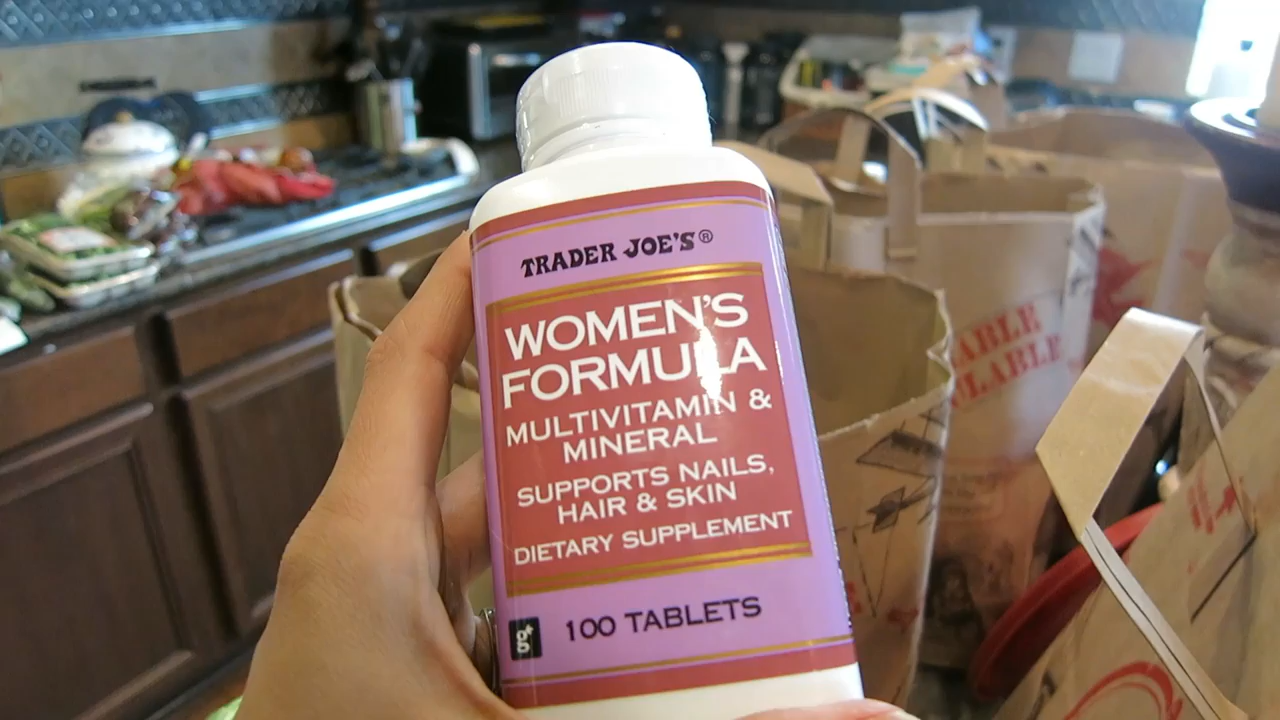 TRADER JOE'S®
WOMEN'S
FORMULA
MULTIVITAMIN &
MINERAL
SUPPORTS NAILS,
HAIR & SKIN
DIETARY SUPPLEMENT
g
100 TABLETS